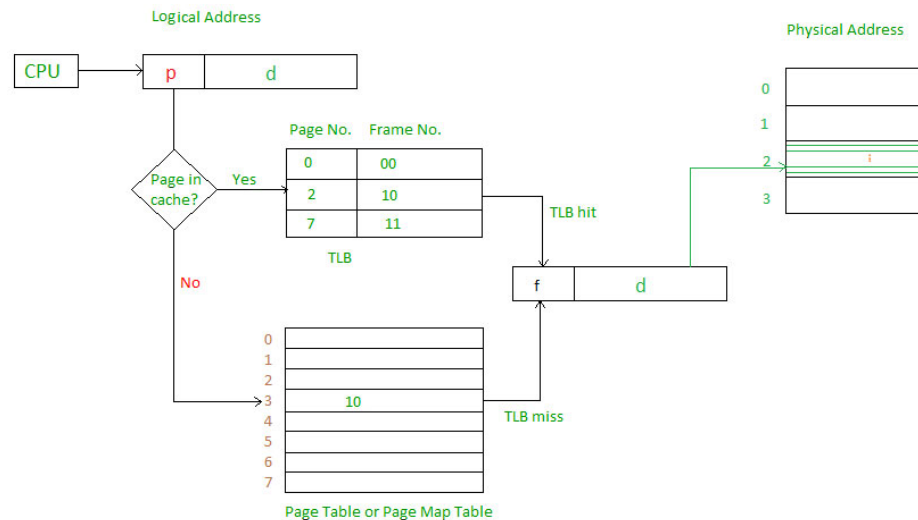 Logical Address
Physical Address
CPU
p d
0
1
2 i
3
Page No. Frame No.
0 00
2 10
7 11
TLB
Page in
cache?
Yes
No
TLB hit
f d
0
1
2
3 10
4
5
6
7
TLB miss
Page Table or Page Map Table